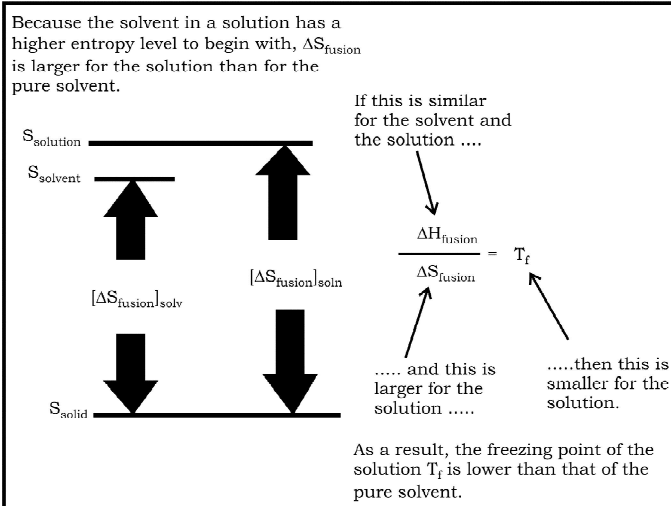 Because the solvent in a solution has a
higher entropy level to begin with, ΔSfusion
is larger for the solution than for the
pure solvent.
If this is similar
for the solvent and
the solution ....
Ssolution
Ssolvent
ΔHfusion
ΔSfusion
= Tf
[ΔSfusion]solv
[ΔSfusion]soln
..... and this is
larger for the
solution .....
.....then this is
smaller for the
solution.
Ssolid
As a result, the freezing point of the
solution Tf is lower than that of the
pure solvent.